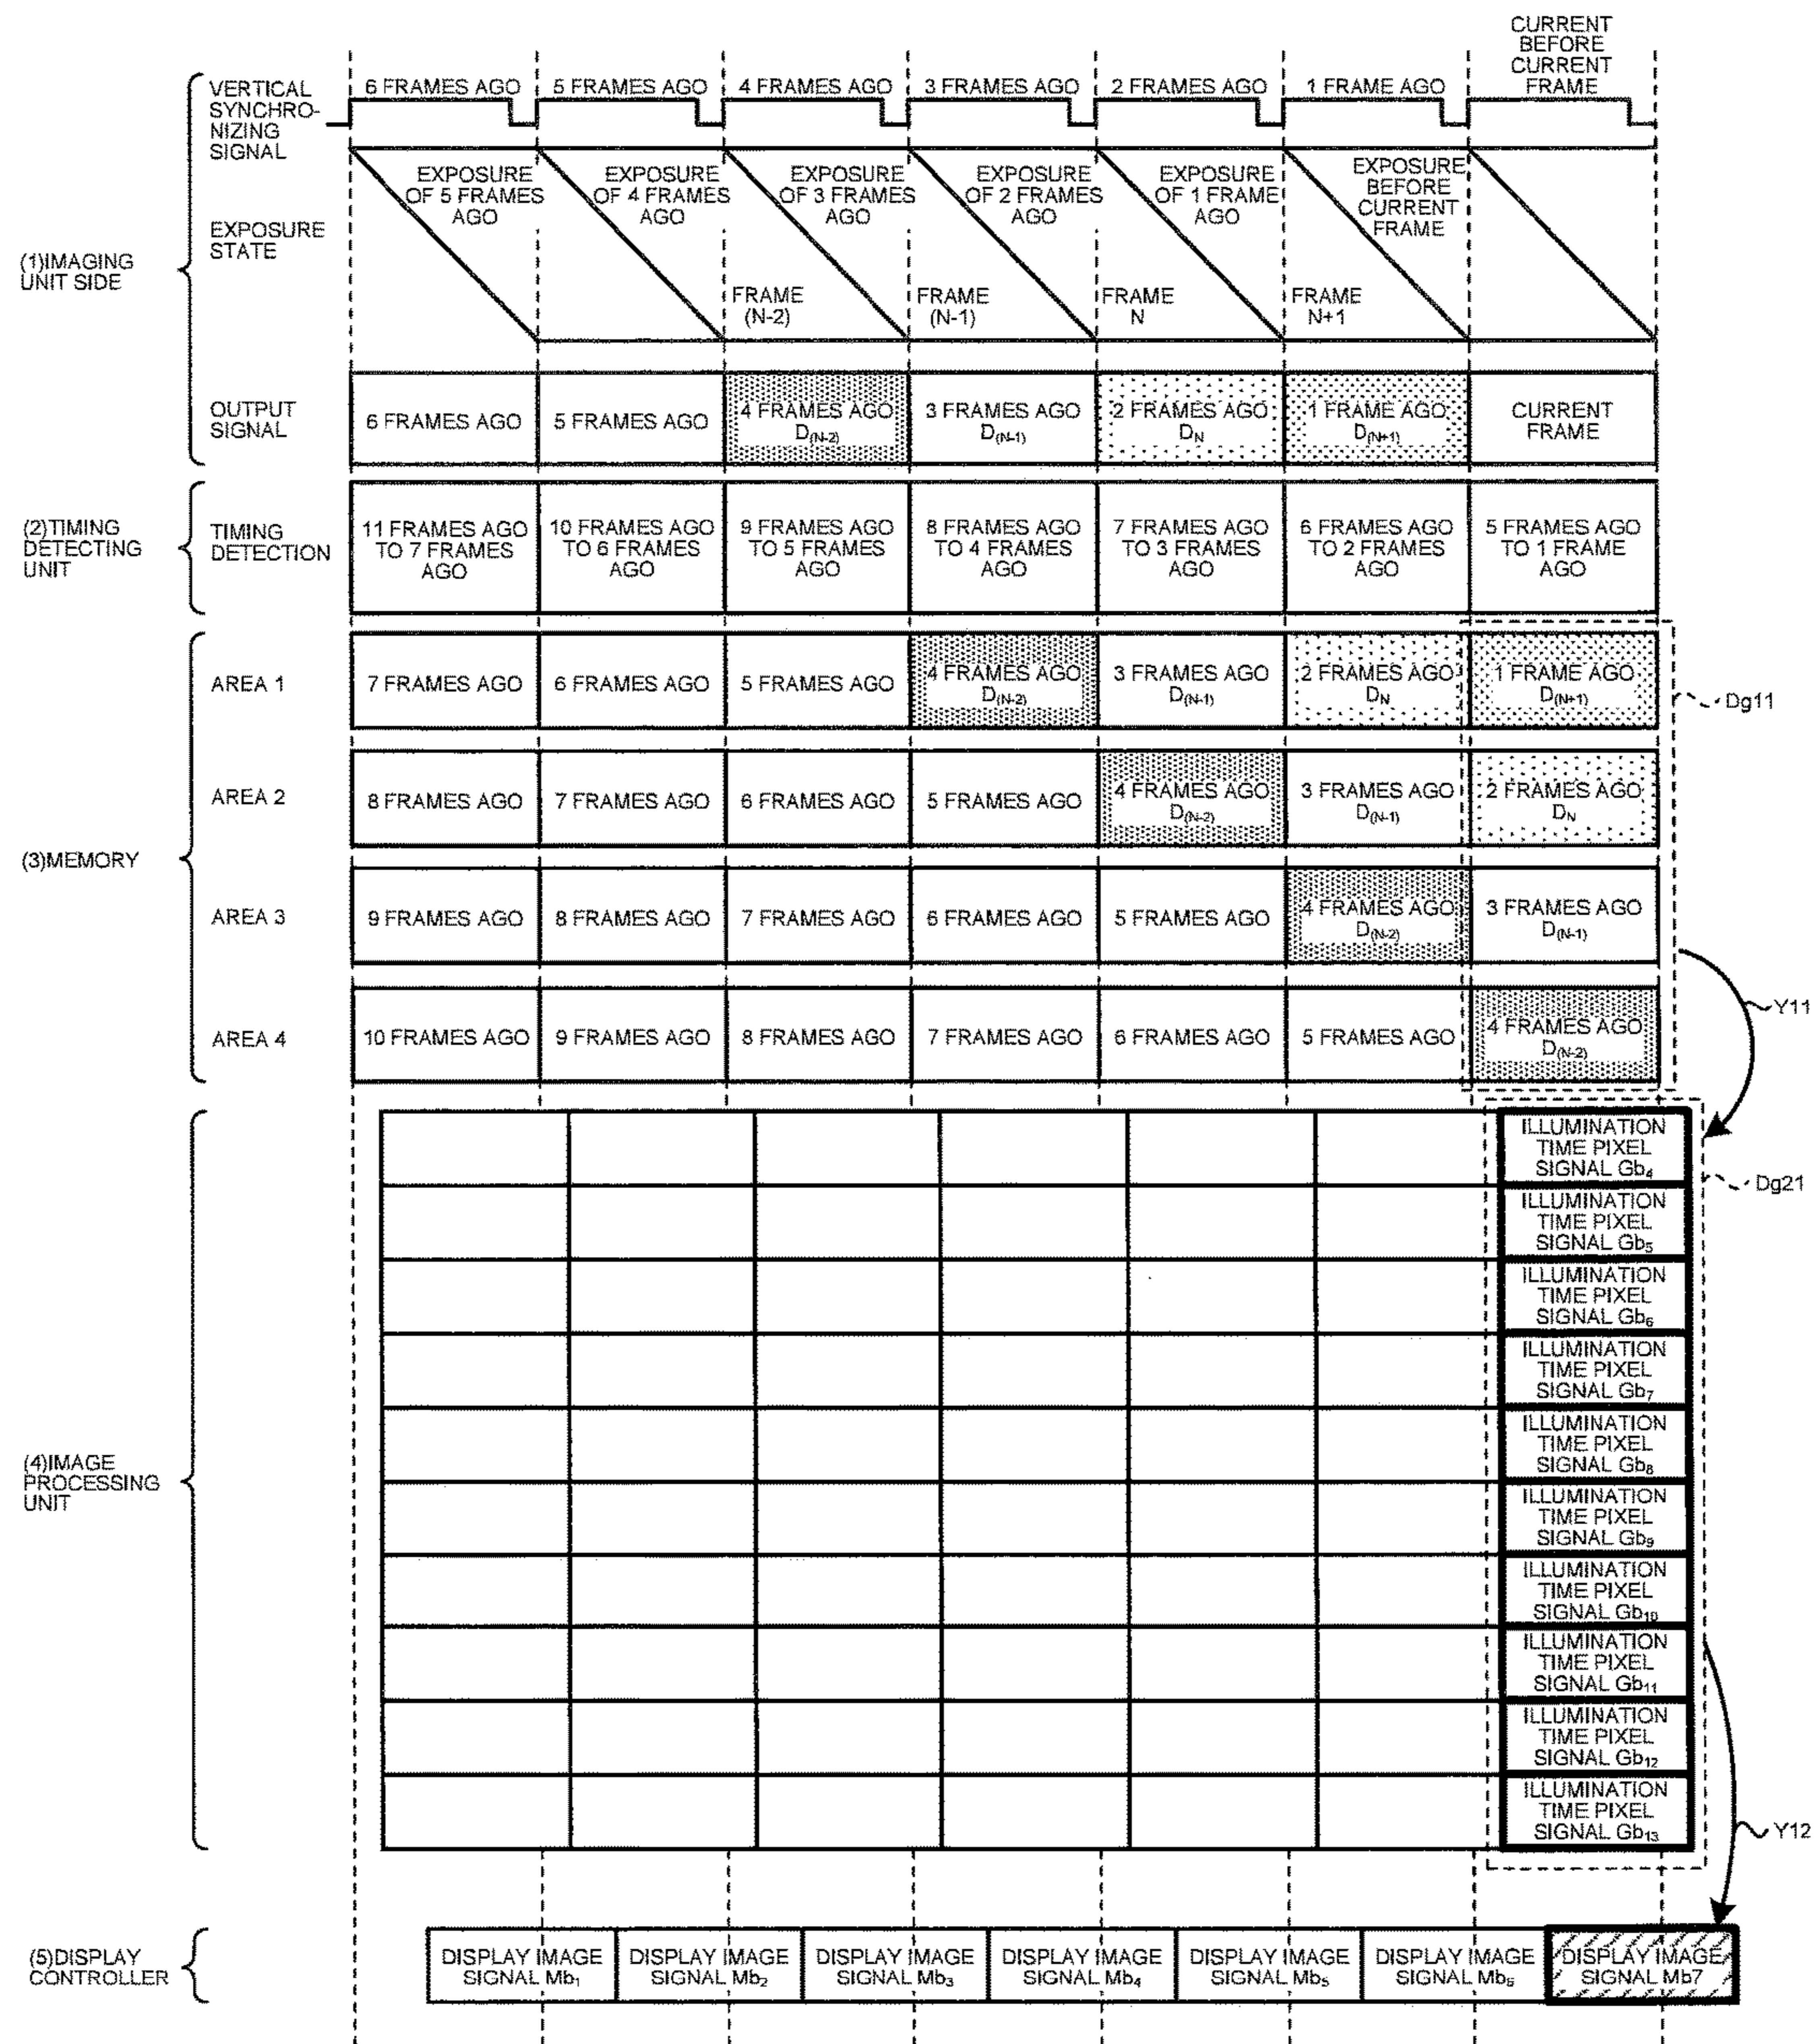 CURRENT
BEFORE
CURRENT
FRAME
6 FRAMES AGO 5 FRAMES AGO 4 FRAMES AGO 3 FRAMES AGO 2 FRAMES AGO 1 FRAME AGO
VERTICAL
SYNCHRO-
NIZING
SIGNAL
EXPOSURE
OF 5 FRAMES
AGO
EXPOSURE
OF 4 FRAMES
AGO
EXPOSURE
OF 3 FRAMES
AGO
EXPOSURE
OF 2 FRAMES
AGO
EXPOSURE
OF 1 FRAME
AGO
EXPOSURE
BEFORE
CURRENT
FRAME
EXPOSURE
STATE
(1)IMAGING
UNIT SIDE
FRAME
(N-2)
FRAME
(N-1)
FRAME
N
FRAME
N+1
OUTPUT
SIGNAL
6 FRAMES AGO
5 FRAMES AGO
4 FRAMES AGO
D(N-2)
3 FRAMES AGO
D(N-1)
2 FRAMES AGO
DN
1 FRAME AGO
D(N+1)
CURRENT
FRAME
(2)TIMING
DETECTING
UNIT
TIMING
DETECTION
11 FRAMES AGO
TO 7 FRAMES
AGO
10 FRAMES AGO
TO 6 FRAMES
AGO
9 FRAMES AGO
TO 5 FRAMES
AGO
8 FRAMES AGO
TO 4 FRAMES
AGO
7 FRAMES AGO
TO 3 FRAMES
AGO
6 FRAMES AGO
TO 2 FRAMES
AGO
5 FRAMES AGO
TO 1 FRAME
AGO
(3)MEMORY
AREA 1
7 FRAMES AGO
6 FRAMES AGO
5 FRAMES AGO
4 FRAMES AGO
D(N-2)
3 FRAMES AGO
D(N-1)
2 FRAMES AGO
DN
1 FRAME AGO
D(N+1)
Dg11
AREA 2
8 FRAMES AGO
7 FRAMES AGO
6 FRAMES AGO
5 FRAMES AGO
4 FRAMES AGO
D(N-2)
3 FRAMES AGO
D(N-1)
2 FRAMES AGO
DN
AREA 3
9 FRAMES AGO
8 FRAMES AGO
7 FRAMES AGO
6 FRAMES AGO
5 FRAMES AGO
4 FRAMES AGO
D(N-2)
3 FRAMES AGO
D(N-1)
Y11
AREA 4
10 FRAMES AGO
9 FRAMES AGO
8 FRAMES AGO
7 FRAMES AGO
6 FRAMES AGO
5 FRAMES AGO
4 FRAMES AGO
D(N-2)
(4)IMAGE
PROCESSING
UNIT
ILLUMINATION
TIME PIXEL
SIGNAL Gb4
Dg21
ILLUMINATION
TIME PIXEL
SIGNAL Gb5
ILLUMINATION
TIME PIXEL
SIGNAL Gb6
ILLUMINATION
TIME PIXEL
SIGNAL Gb7
ILLUMINATION
TIME PIXEL
SIGNAL Gb8
ILLUMINATION
TIME PIXEL
SIGNAL Gb9
ILLUMINATION
TIME PIXEL
SIGNAL Gb10
ILLUMINATION
TIME PIXEL
SIGNAL Gb11
ILLUMINATION
TIME PIXEL
SIGNAL Gb12
ILLUMINATION
TIME PIXEL
SIGNAL Gb13
Y12
(5)DISPLAY
CONTROLLER
DISPLAY IMAGE
SIGNAL Mb1
DISPLAY IMAGE
SIGNAL Mb2
DISPLAY IMAGE
SIGNAL Mb3
DISPLAY IMAGE
SIGNAL Mb4
DISPLAY IMAGE
SIGNAL Mb5
DISPLAY IMAGE
SIGNAL Mb6
DISPLAY IMAGE
SIGNAL Mb7